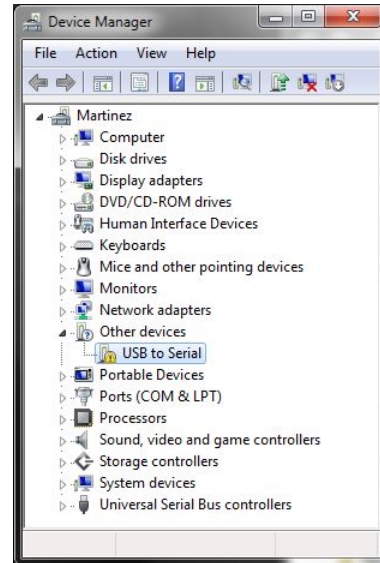 Device Manager
File Action View Help
Martinez
Computer
Disk drives
Display adapters
DVD/CD-ROM drives
Human Interface Devices
Keyboards
Mice and other pointing devices
Monitors
Network adapters
Other devices
USB to Serial
Portable Devices
Ports (COM & LPT)
Processors
Sound, video and game controllers
Storage controllers
System devices
Universal Serial Bus controllers